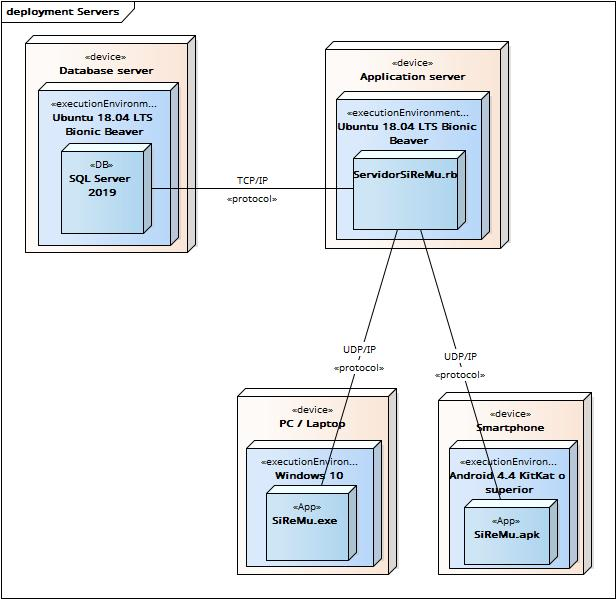 deployment Servers
«device»
Database server
«executionEnvironm...
Ubuntu 18.04 LTS
Bionic Beaver
«DB»
SQL Server
2019
TCP/IP
«protocol»
«device»
Application server
«executionEnvironment...
Ubuntu 18.04 LTS Bionic
Beaver
ServidorSiReMu.rb
UDP/IP
«protocol»
UDP/IP
«protocol»
«device»
PC / Laptop
«executionEnviron...
Windows 10
«App»
SiReMu.exe
«device»
Smartphone
«executionEnviron...
Android 4.4 KitKat o
superior
«App»
SiReMu.apk